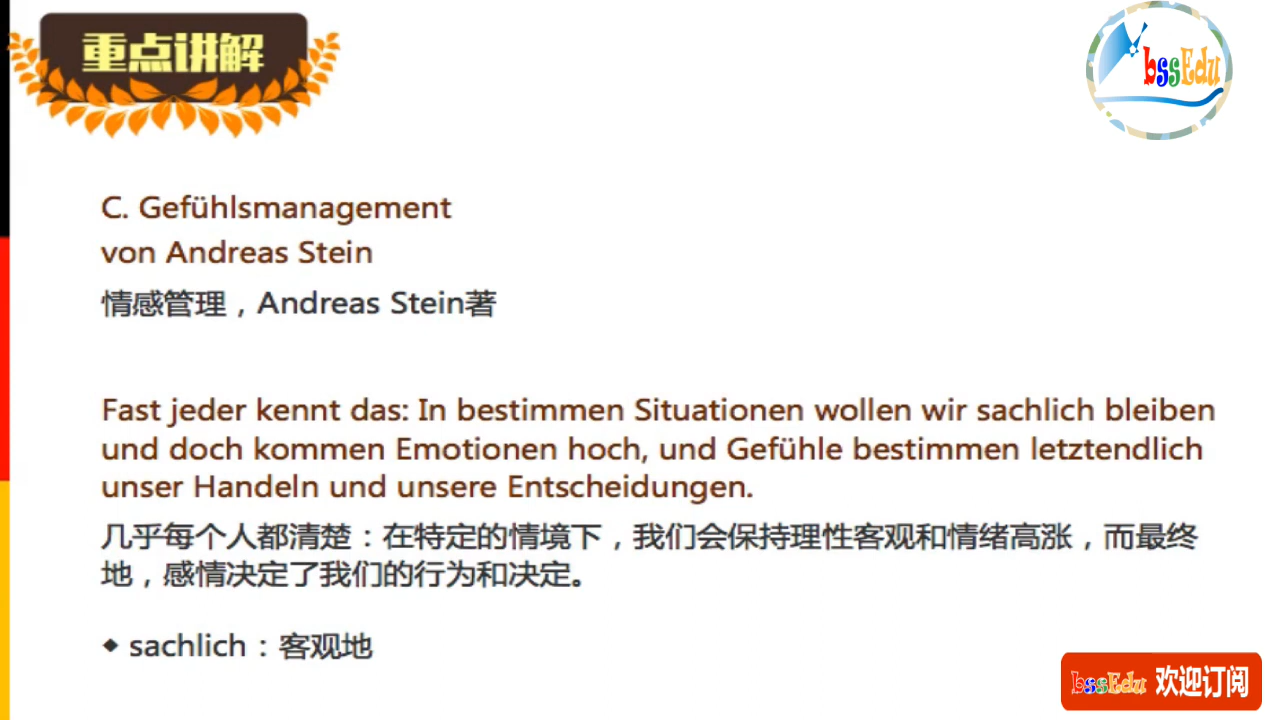 重点讲解
bssEdu
C. Gefühlsmanagement
von Andreas Stein
情感管理，Andreas Stein著
Fast jeder kennt das: In bestimmen Situationen wollen wir sachlich bleiben
und doch kommen Emotionen hoch, und Gefühle bestimmen letztendlich
unser Handeln und unsere Entscheidungen.
几乎每个人都清楚：在特定的情境下，我们会保持理性客观和情绪高涨，而最终
地，感情决定了我们的行为和决定。
◆ sachlich：客观地
bssEdu 欢迎订阅